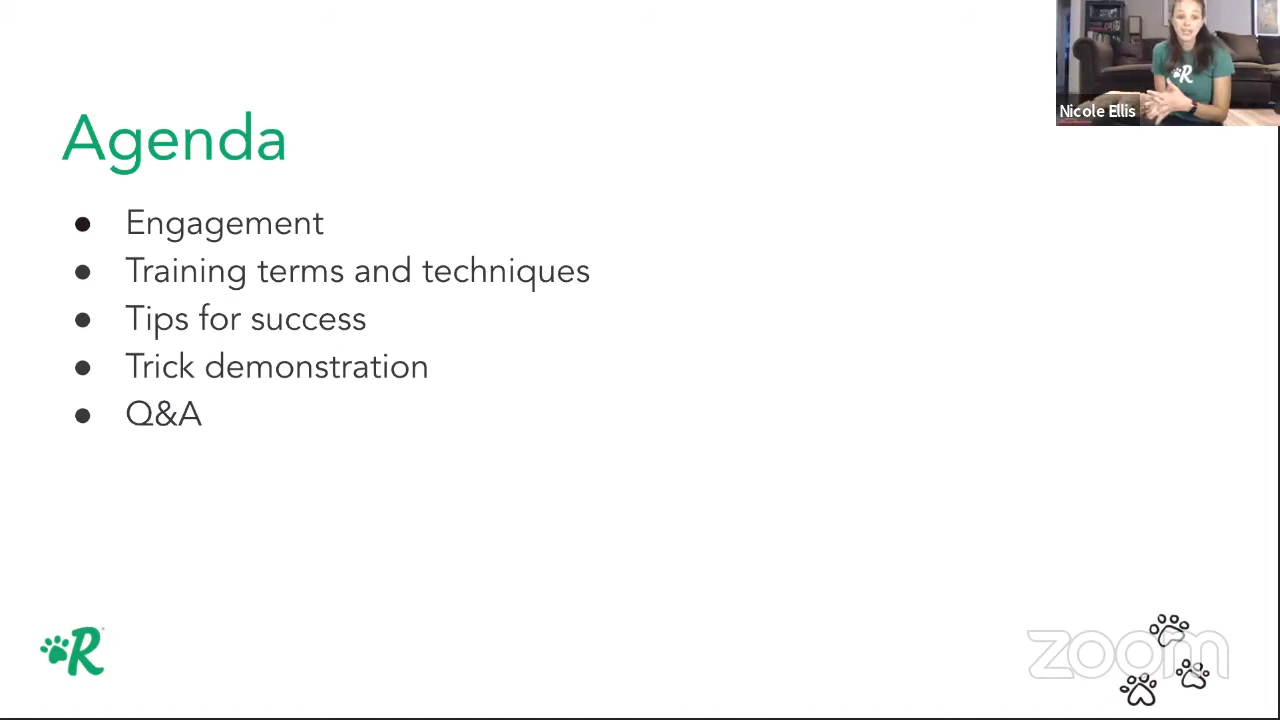 Agenda
Nicole Ellis
R
• Engagement
• Training terms and techniques
• Tips for success
• Trick demonstration
• Q&A
R
zoom